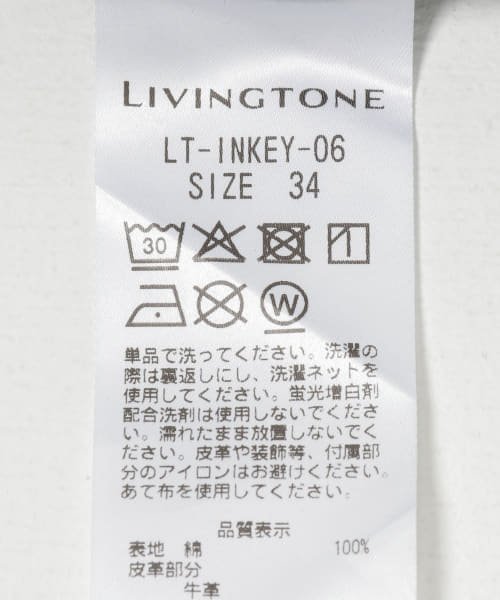 LIVINGTONE
LT-INKEY-06
SIZE 34
30
W
単品で洗ってください。洗濯の
際は裏返しにし、洗濯ネットを
使用してください。蛍光増白剤
配合洗剤は使用しないでくださ
い。濡れたまま放置しないでく
ださい。皮革や装飾等、付属部
分のアイロンはお避けください。
あて布を使用してください。
品質表示
表地 綿 100%
皮革部分
牛革